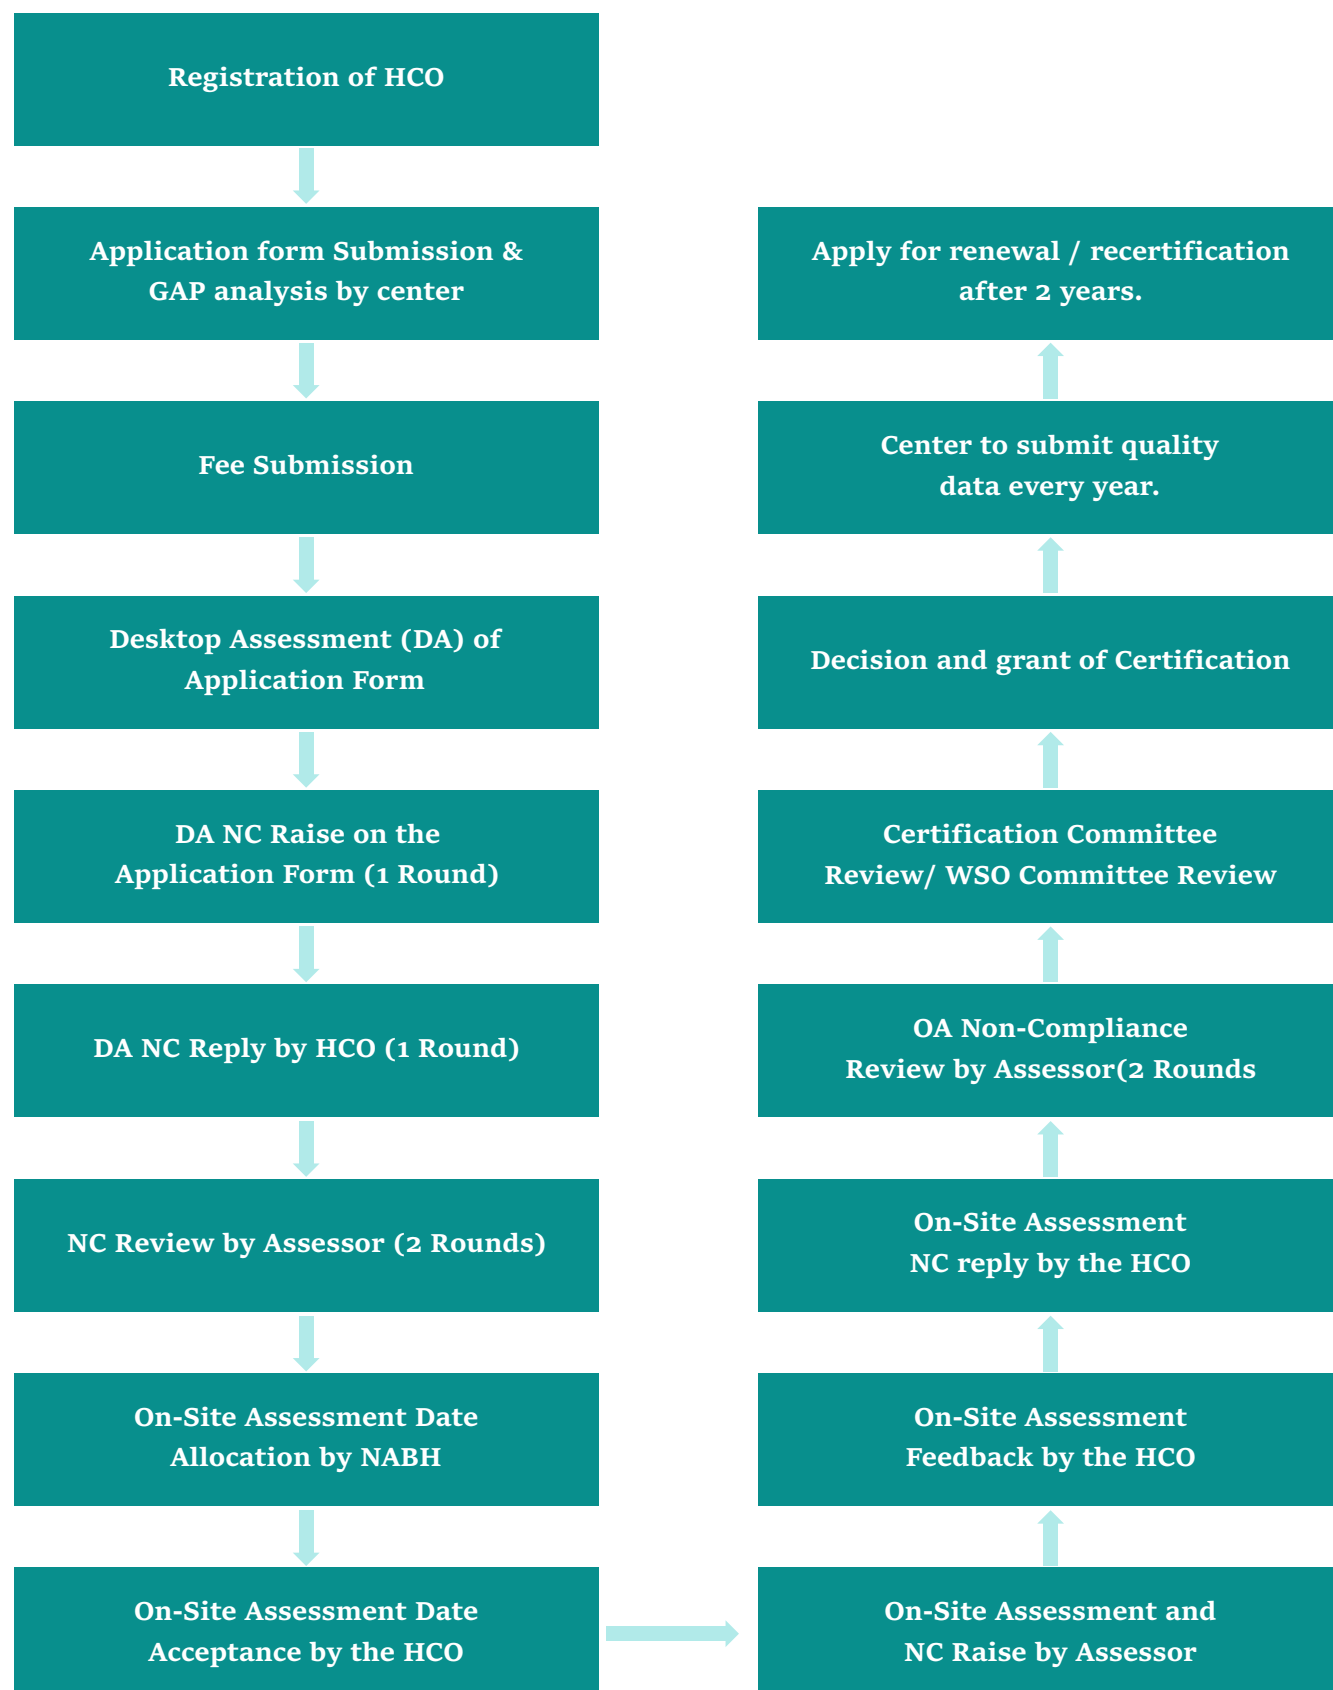 Registration of HCO
Application form Submission &
GAP analysis by center
Fee Submission
Desktop Assessment (DA) of
Application Form
DA NC Raise on the
Application Form (1 Round)
DA NC Reply by HCO (1 Round)
NC Review by Assessor (2 Rounds)
On-Site Assessment Date
Allocation by NABH
On-Site Assessment Date
Acceptance by the HCO
On-Site Assessment and
NC Raise by Assessor
On-Site Assessment
Feedback by the HCO
On-Site Assessment
NC reply by the HCO
OA Non-Compliance
Review by Assessor(2 Rounds
Certification Committee
Review/ WSO Committee Review
Decision and grant of Certification
Center to submit quality
data every year.
Apply for renewal / recertification
after 2 years.